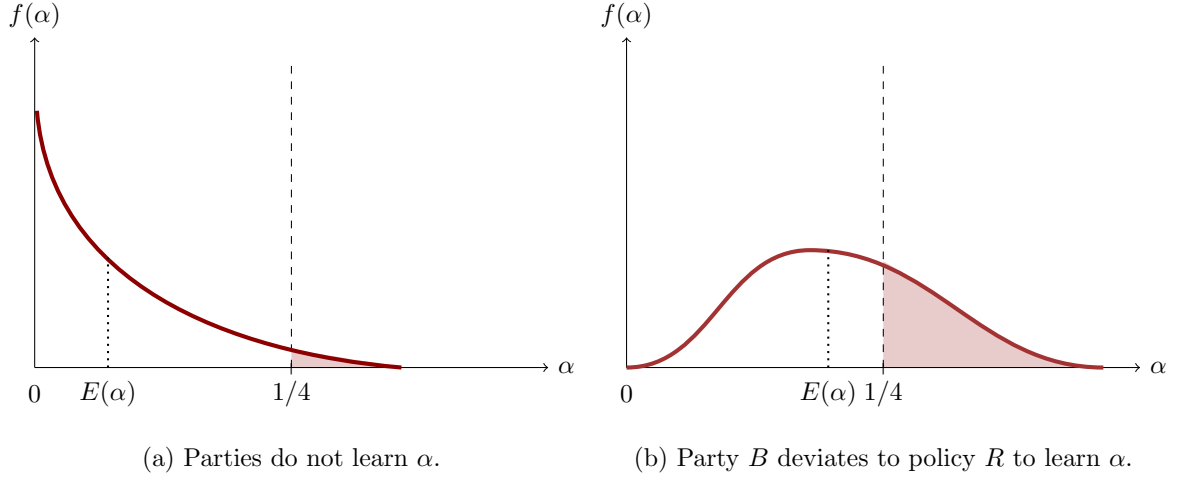 f(α)
α
0
E(α)
1/4
(a) Parties do not learn α.
f(α)
α
0
E(α)
1/4
(b) Party B deviates to policy R to learn α.